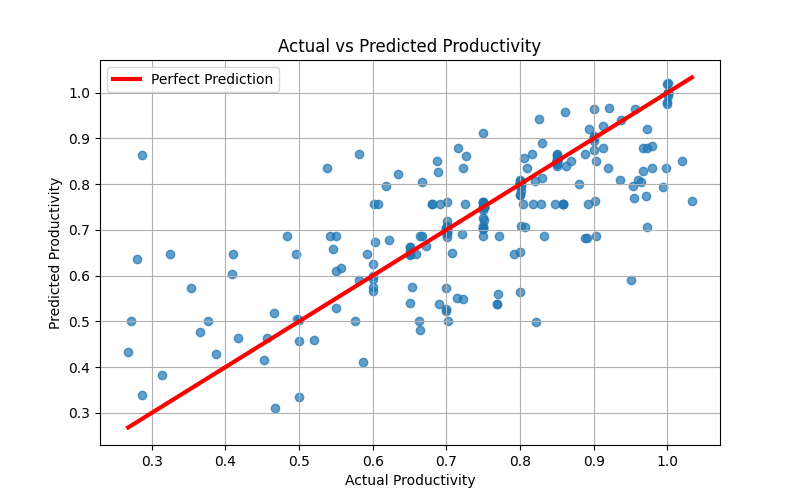 Actual vs Predicted Productivity
Perfect Prediction
Predicted Productivity
1.0
0.9
0.8
0.7
0.6
0.5
0.4
0.3
0.3 0.4 0.5 0.6 0.7 0.8 0.9 1.0
Actual Productivity